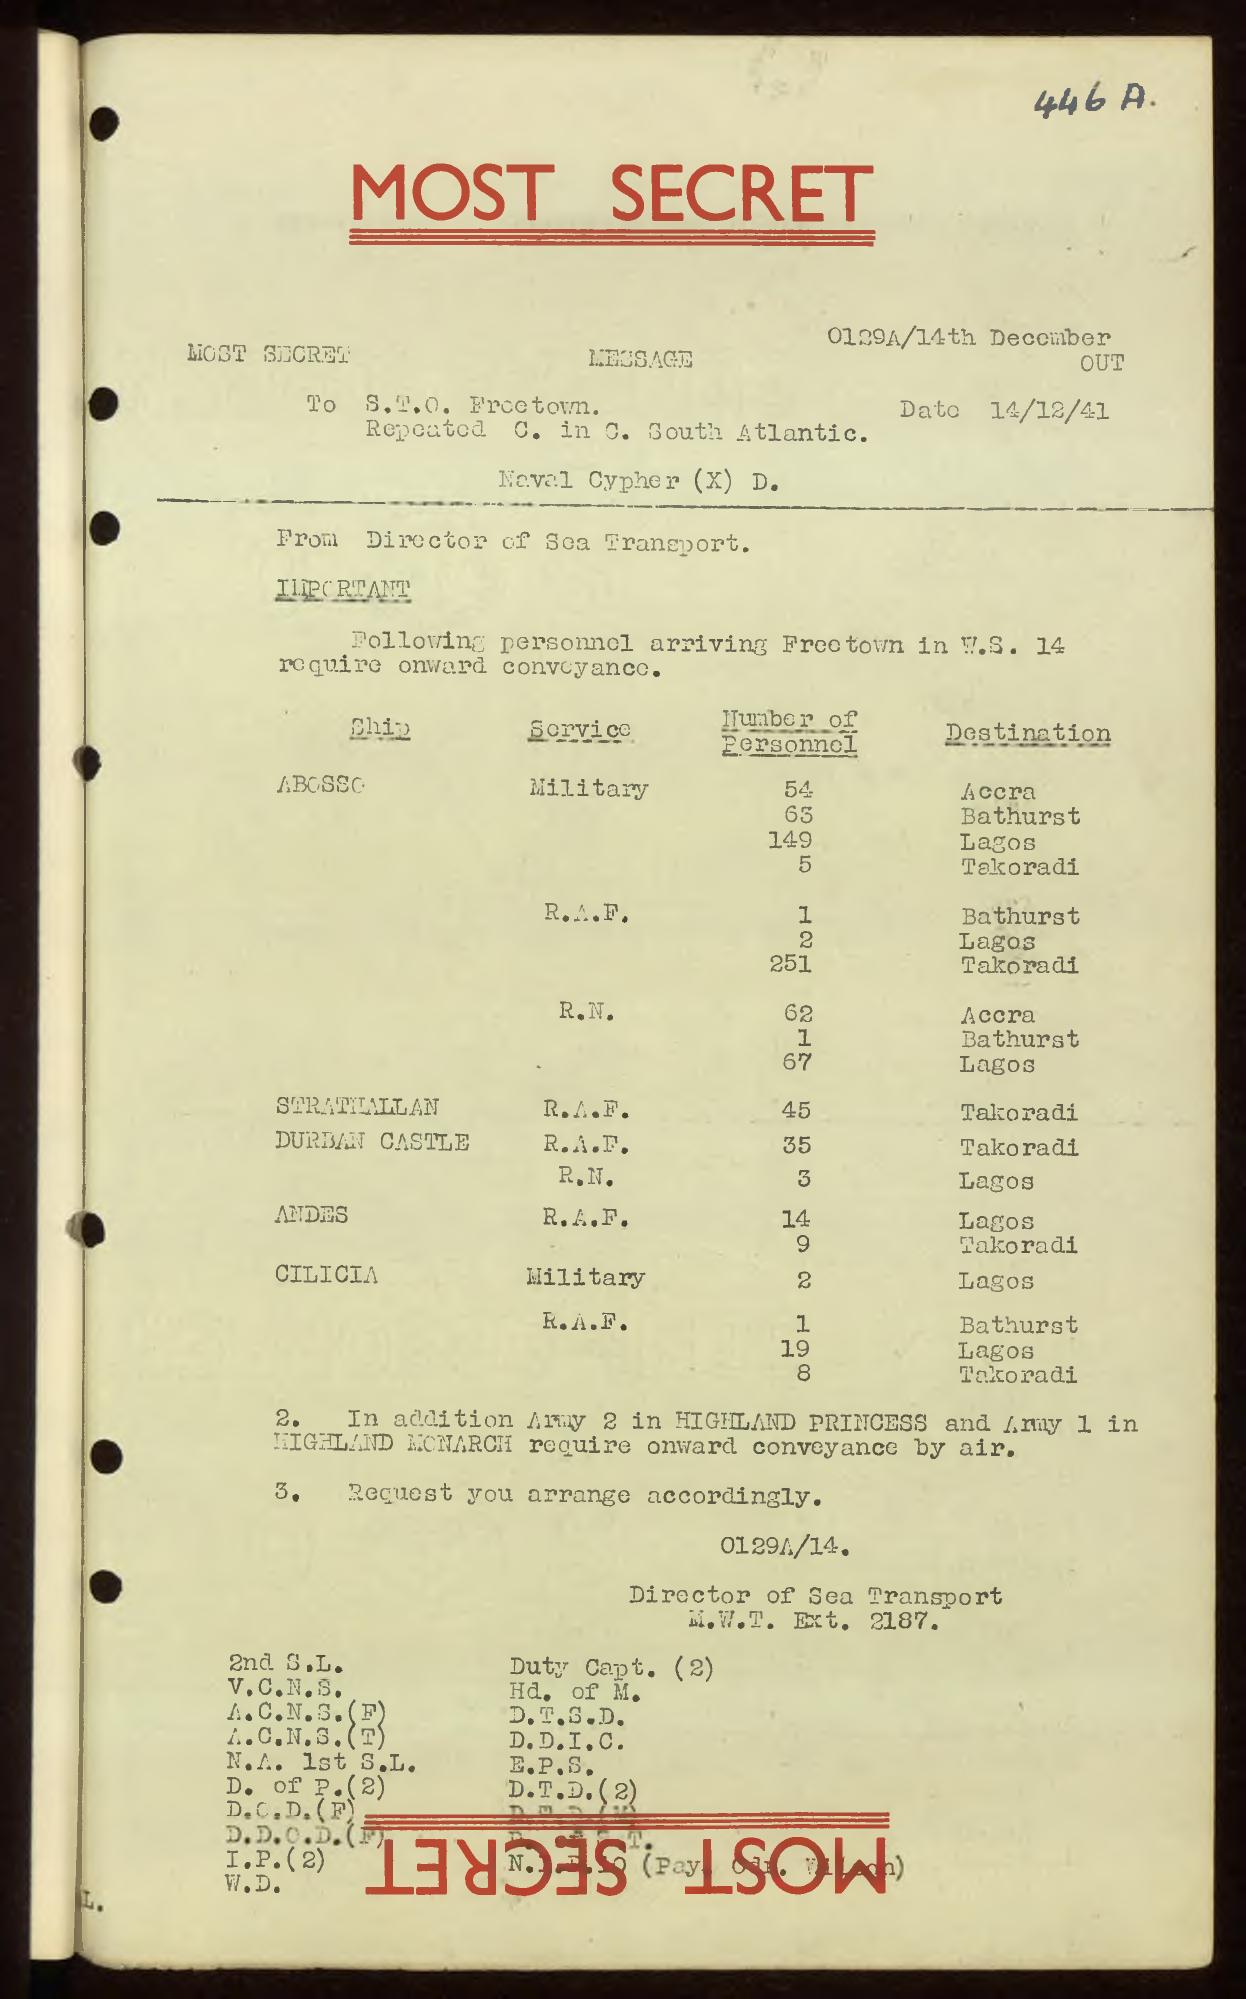 446 A.
MOST SECRET
0129A/14th December
MOST SECRET MESSAGE OUT
To S.T.O. Freetown. Date 14/12/41
Repeated C. in C. South Atlantic.
Naval Cypher (X) D.
From Director of Sea Transport.
IMPORTANT
Following personnel arriving Freetown in W.S. 14
require onward conveyance.
Ship Service Number of Personnel Destination
ABOSSO Military 54 Accra
63 Bathurst
149 Lagos
5 Takoradi
R.A.F. 1 Bathurst
2 Lagos
251 Takoradi
R.N. 62 Accra
1 Bathurst
67 Lagos
STRATHALLAN R.A.F. 45 Takoradi
DURBAN CASTLE R.A.F. 35 Takoradi
R.N. 3 Lagos
ANDES R.A.F. 14 Lagos
9 Takoradi
CILICIA Military 2 Lagos
R.A.F. 1 Bathurst
19 Lagos
8 Takoradi
2. In addition Army 2 in HIGHLAND PRINCESS and Army 1 in
HIGHLAND MONARCH require onward conveyance by air.
3. Request you arrange accordingly.
0129A/14.
Director of Sea Transport
M.W.T. Ext. 2187.
2nd S.L. Duty Capt. (2)
V.C.N.S. Hd. of M.
A.C.N.S.(F) D.T.S.D.
A.C.N.S.(T) D.D.I.C.
N.A. 1st S.L. E.P.S.
D. of P.(2) D.T.D.(2)
D.O.D.(F)
D.D.O.D.(F)
I.P.(2) (Pay. Cdr. Wilson)
W.D.
L.
MOST SECRET